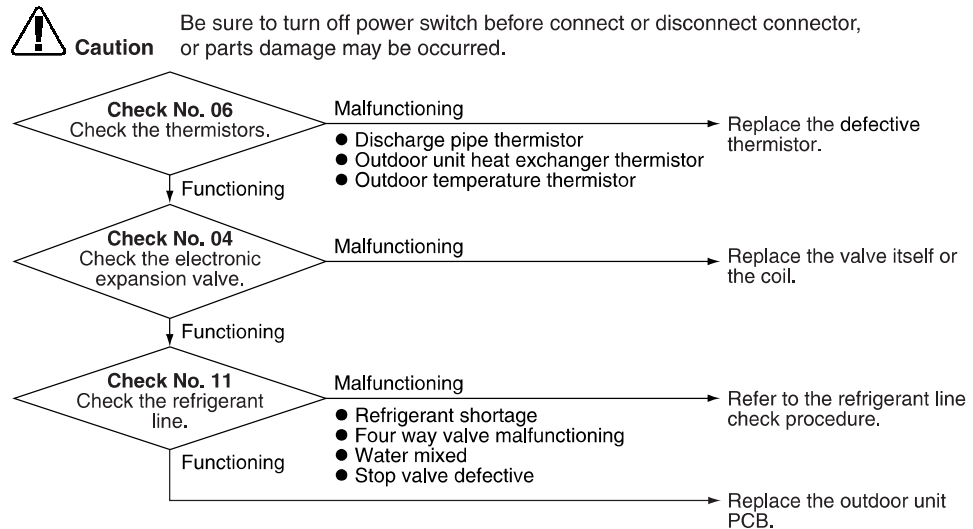 Caution
Be sure to turn off power switch before connect or disconnect connector,
or parts damage may be occurred.
Check No. 06
Check the thermistors.
Malfunctioning
● Discharge pipe thermistor
● Outdoor unit heat exchanger thermistor
● Outdoor temperature thermistor
Replace the defective
thermistor.
Functioning
Check No. 04
Check the electronic
expansion valve.
Malfunctioning
Replace the valve itself or
the coil.
Functioning
Check No. 11
Check the refrigerant
line.
Malfunctioning
● Refrigerant shortage
● Four way valve malfunctioning
● Water mixed
● Stop valve defective
Refer to the refrigerant line
check procedure.
Functioning
Replace the outdoor unit
PCB.